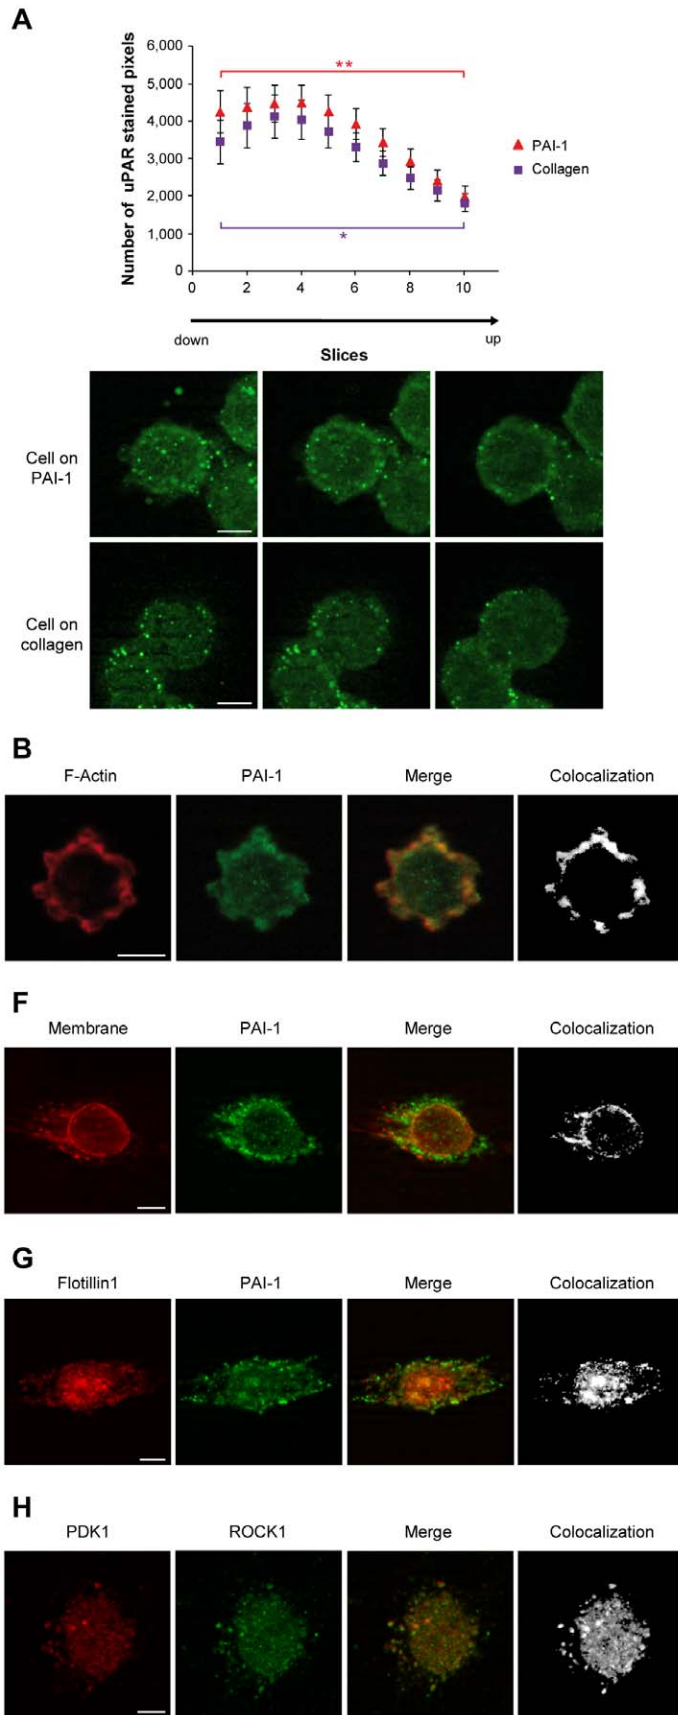 A
Number of uPAR stained pixels
6,000
5,000
4,000
3,000
2,000
1,000
0
**
*
PAI-1
Collagen
0 2 4 6 8 10
down up
Slices
Cell on
PAI-1
Cell on
collagen
B
F-Actin PAI-1 Merge Colocalization
F
Membrane PAI-1 Merge Colocalization
G
Flotillin1 PAI-1 Merge Colocalization
H
PDK1 ROCK1 Merge Colocalization